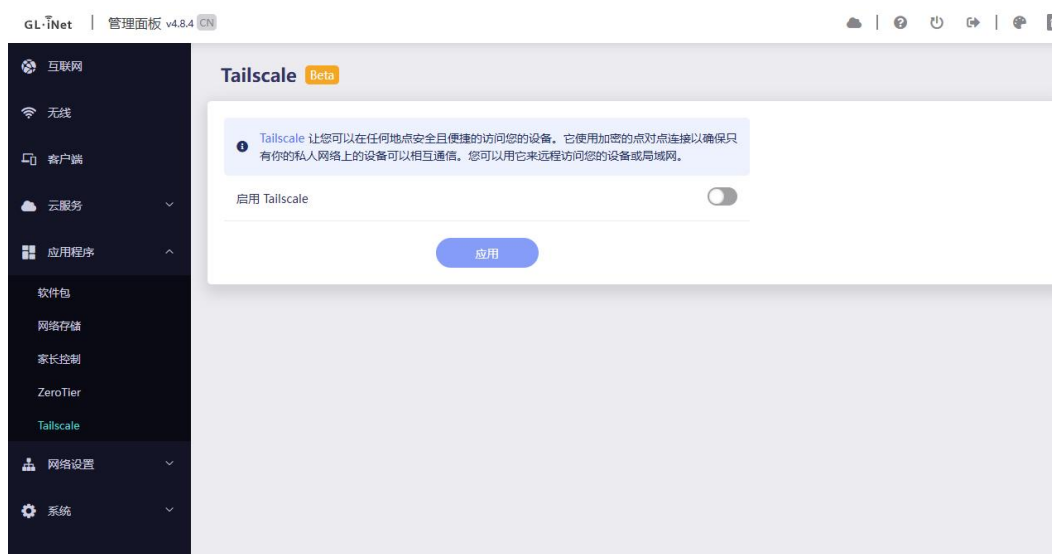 GL·iNet | 管理面板 v4.8.4 CN
互联网
无线
客户端
云服务
应用程序
软件包
网络存储
家长控制
ZeroTier
Tailscale
网络设置
系统
Tailscale Beta
Tailscale 让您可以在任何地点安全且便捷的访问您的设备。它使用加密的点对点连接以确保只
有你的私人网络上的设备可以相互通信。您可以用它来远程访问您的设备或局域网。
启用 Tailscale
应用